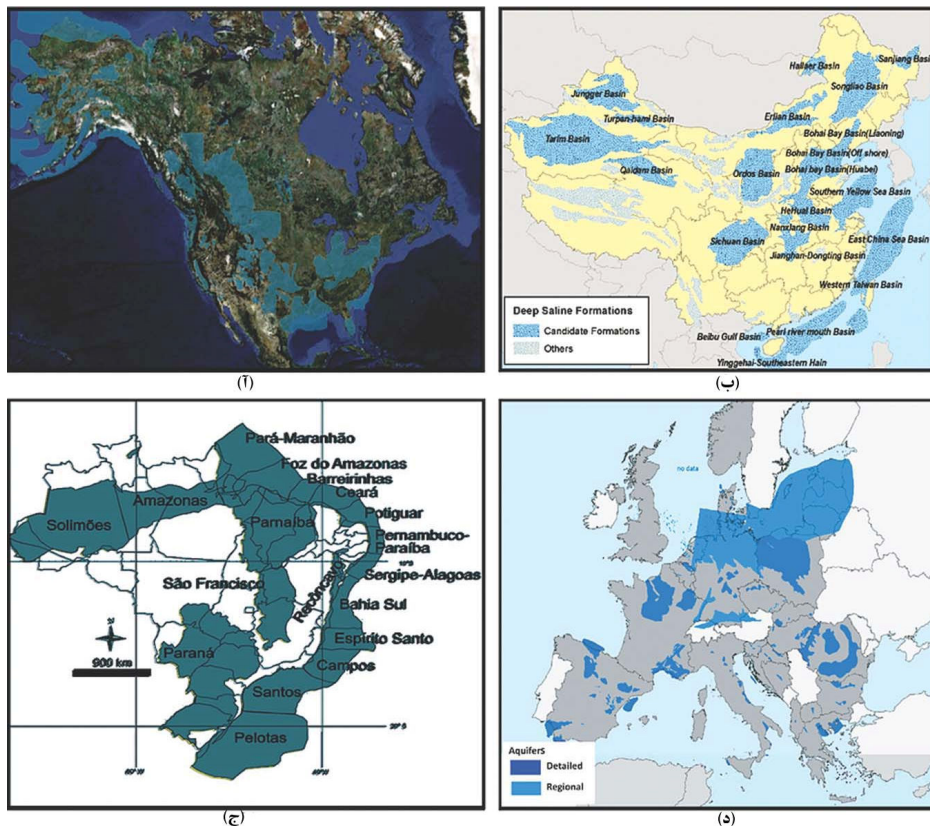 Sanjiang Basin
Hallaer Basin
Songliao Basin
Jungger Basin
Turpan-hami Basin
Erlian Basin
Tarim Basin
Bohai Bay Basin(Liaoning)
Bohai Bay Basin(Off shore)
Qaidam Basin
Ordos Basin
Bohai bay Basin(Huabei)
Southern Yellow Sea Basin
HeHuai Basin
Nanxiang Basin
Sichuan Basin
East China Sea Basin
Jianghan-Dongting Basin
Western Taiwan Basin
Deep Saline Formations
Candidate Formations
Others
Pearl river mouth Basin
Beibu Gulf Basin
Yinggehai-Southeastern Hain
(آ)
(ب)
Pará-Maranhão
Foz do Amazonas
Barreirinhas
Ceará
Amazonas
Solimões
Parnaíba
Potiguar
Pernambuco-
Paraíba
10°S
São Francisco
Recôncavo
Sergipe-Alagoas
Bahia Sul
N
Espírito Santo
900 km
Paraná
Campos
Santos
Pelotas
no data
Aquifers
Detailed
Regional
(ج)
(د)